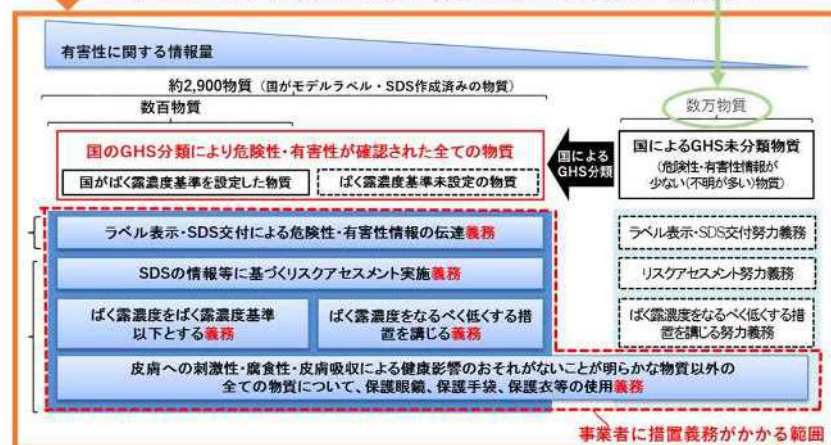 有害性に関する情報量
約2,900物質（国がモデルラベル・SDS作成済みの物質）
数百物質
数万物質
国のGHS分類により危険性・有害性が確認された全ての物質
国がばく露濃度基準を設定した物質
ばく露濃度基準未設定の物質
国による
GHS分類
国によるGHS未分類物質
（危険性・有害性情報が
少ない（不明が多い）物質）
ラベル表示・SDS交付による危険性・有害性情報の伝達義務
ラベル表示・SDS交付努力義務
SDSの情報等に基づくリスクアセスメント実施義務
リスクアセスメント努力義務
ばく露濃度をばく露濃度基準
以下とする義務
ばく露濃度をなるべく低くする措
置を講じる義務
ばく露濃度をなるべく低くする措
置を講じる努力義務
皮膚への刺激性・腐食性・皮膚吸収による健康影響のおそれがないことが明らかな物質以外の
全ての物質について、保護眼鏡、保護手袋、保護衣等の使用義務
事業者に措置義務がかかる範囲